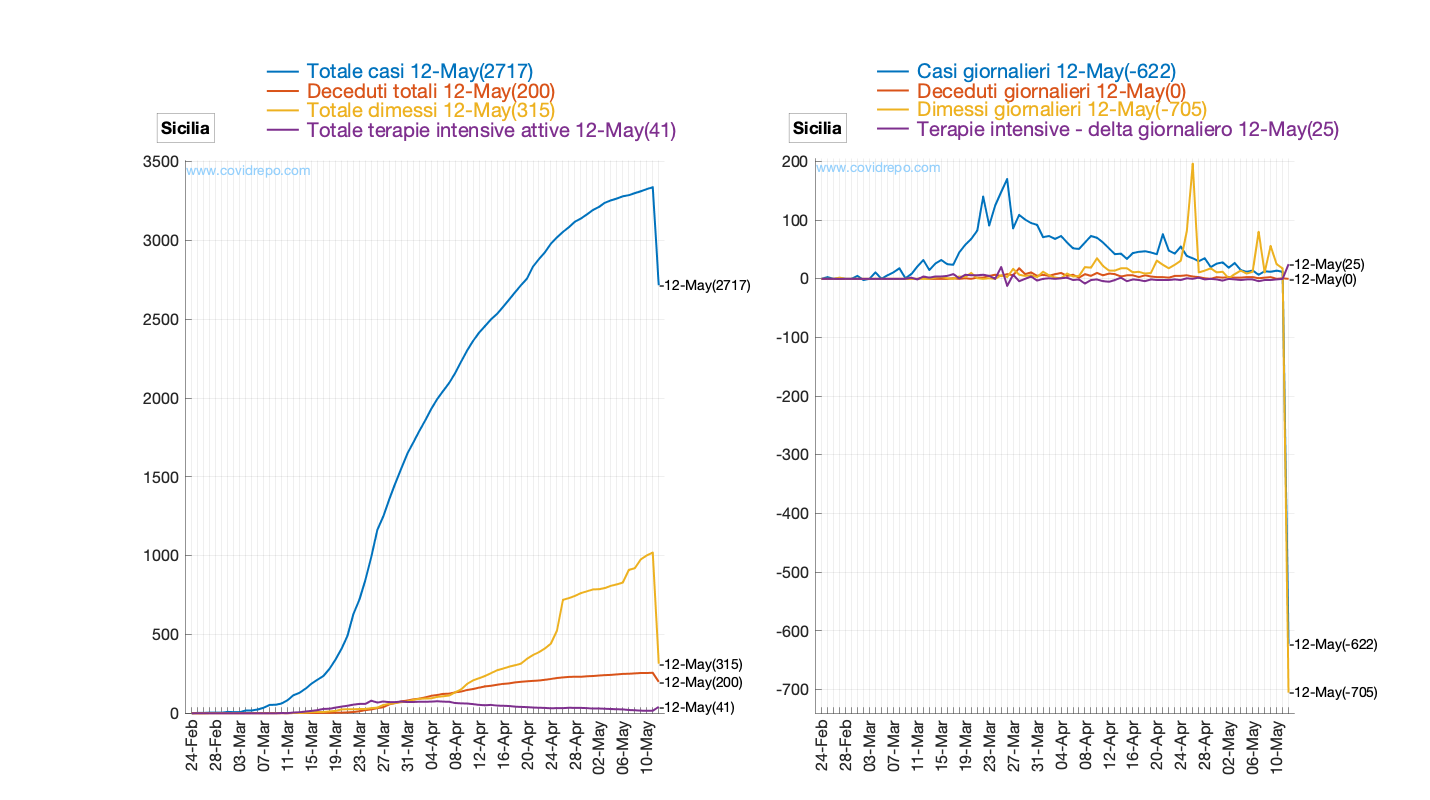 Totale casi 12-May(2717)
Deceduti totali 12-May(200)
Totale dimessi 12-May(315)
Totale terapie intensive attive 12-May(41)
Sicilia
www.covidrepo.com
3500
3000
2500
2000
1500
1000
500
0
12-May(2717)
12-May(315)
12-May(200)
12-May(41)
24-Feb
28-Feb
03-Mar
07-Mar
11-Mar
15-Mar
19-Mar
23-Mar
27-Mar
31-Mar
04-Apr
08-Apr
12-Apr
16-Apr
20-Apr
24-Apr
28-Apr
02-May
06-May
10-May
Casi giornalieri 12-May(-622)
Deceduti giornalieri 12-May(0)
Dimessi giornalieri 12-May(-705)
Terapie intensive - delta giornaliero 12-May(25)
Sicilia
www.covidrepo.com
200
100
0
-100
-200
-300
-400
-500
-600
-700
12-May(25)
12-May(0)
12-May(-622)
12-May(-705)
24-Feb
28-Feb
03-Mar
07-Mar
11-Mar
15-Mar
19-Mar
23-Mar
27-Mar
31-Mar
04-Apr
08-Apr
12-Apr
16-Apr
20-Apr
24-Apr
28-Apr
02-May
06-May
10-May